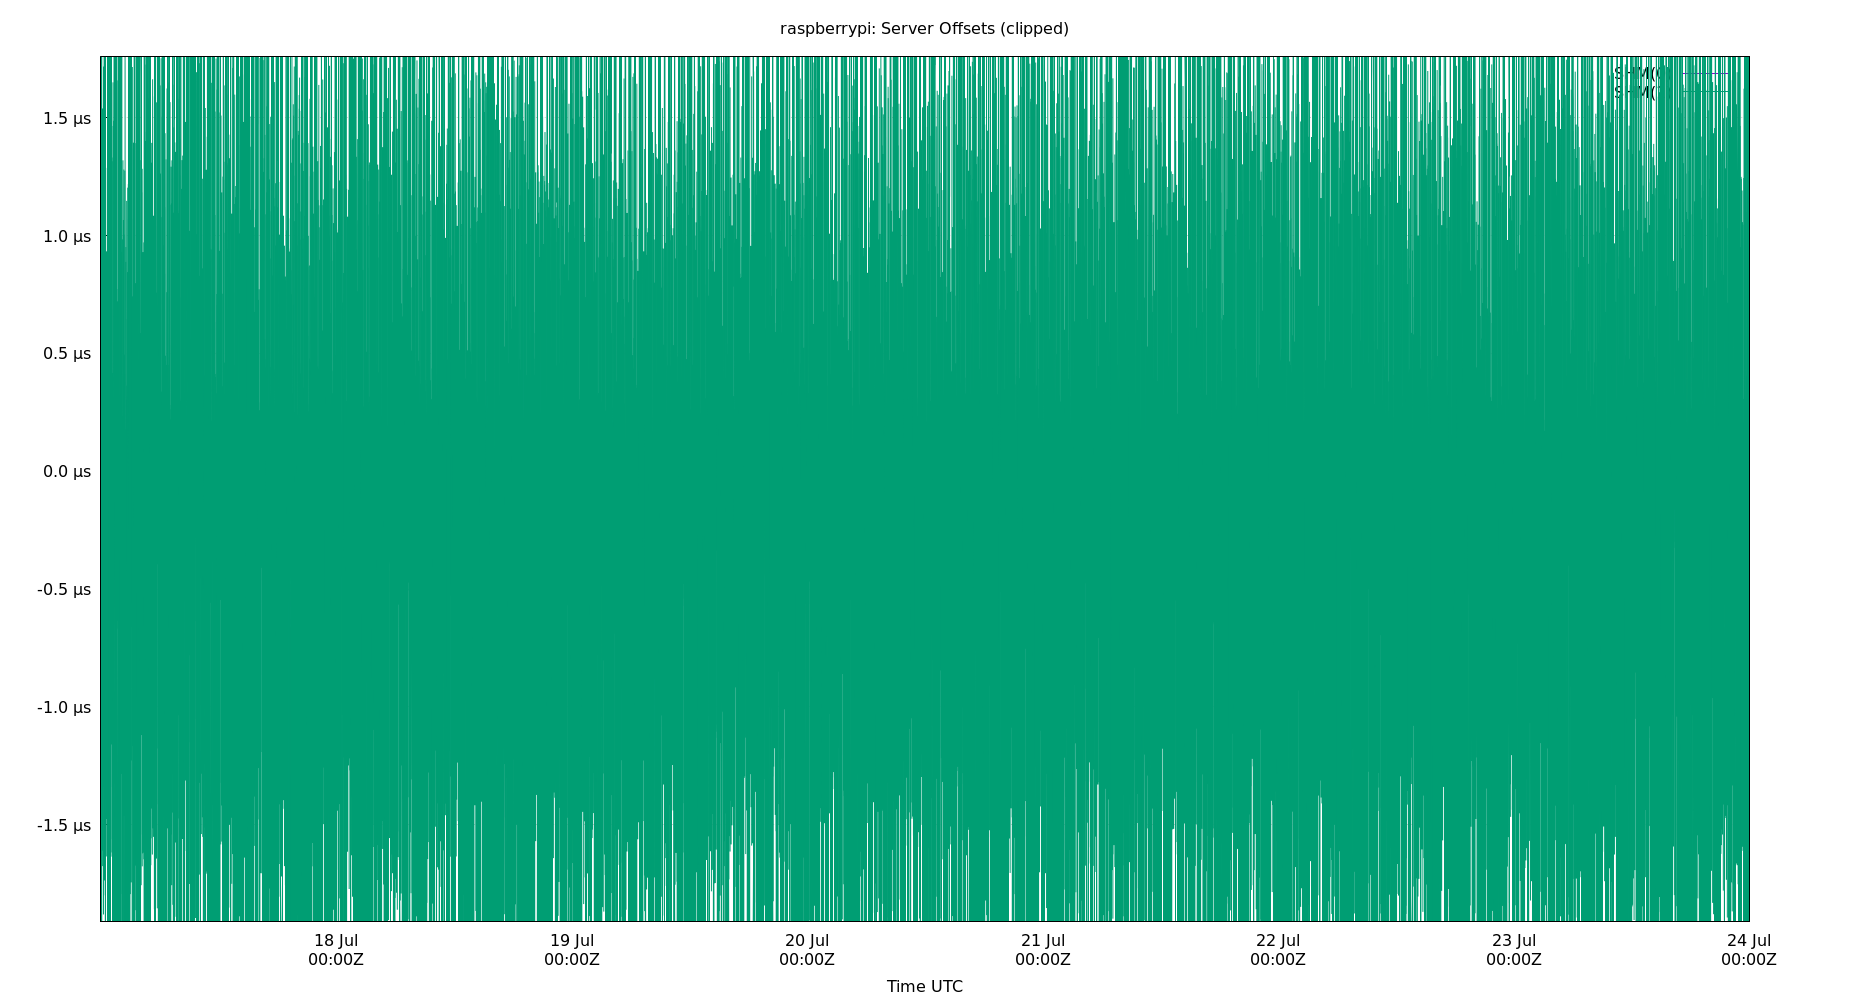 raspberrypi: Server Offsets (clipped)
1.5 μs
1.0 μs
0.5 μs
0.0 μs
-0.5 μs
-1.0 μs
-1.5 μs
18 Jul
00:00Z
19 Jul
00:00Z
20 Jul
00:00Z
21 Jul
00:00Z
22 Jul
00:00Z
23 Jul
00:00Z
24 Jul
00:00Z
Time UTC